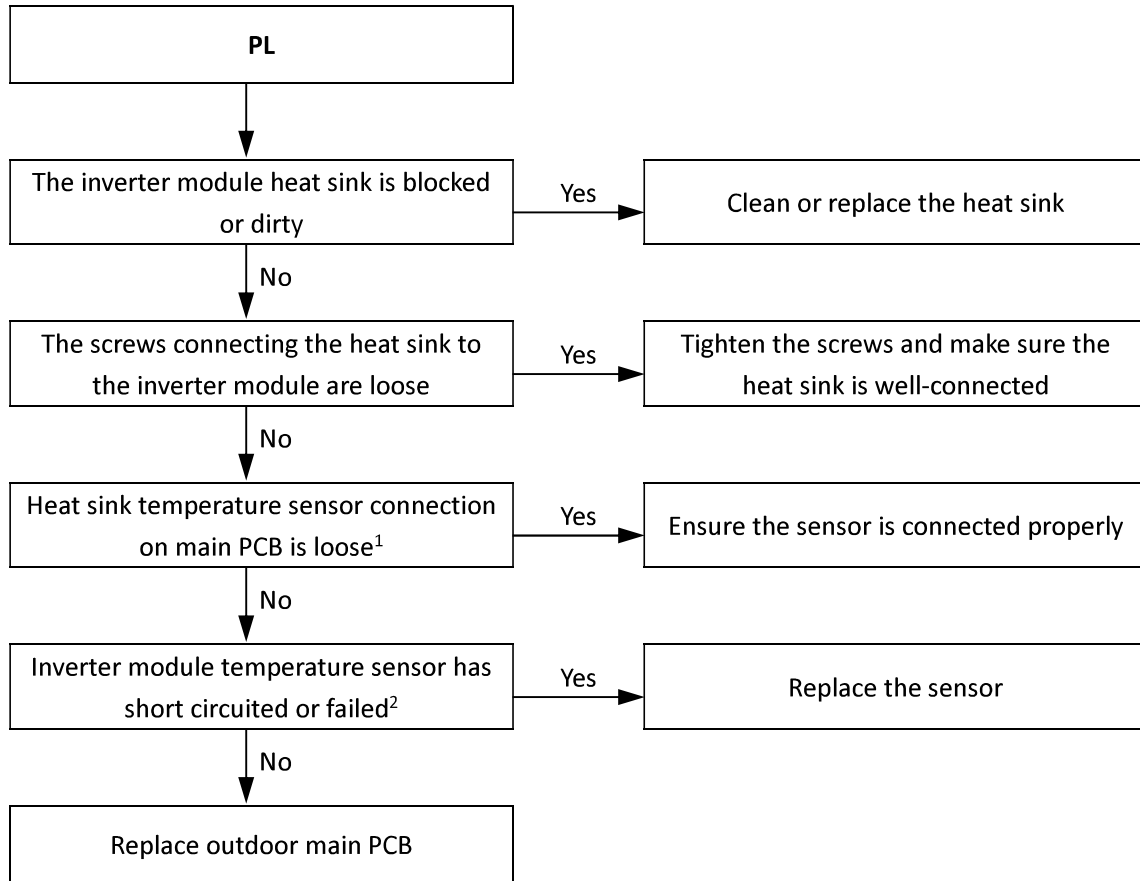 PL
The inverter module heat sink is blocked
or dirty
Yes
Clean or replace the heat sink
No
The screws connecting the heat sink to
the inverter module are loose
Yes
Tighten the screws and make sure the
heat sink is well-connected
No
Heat sink temperature sensor connection
on main PCB is loose¹
Yes
Ensure the sensor is connected properly
No
Inverter module temperature sensor has
short circuited or failed²
Yes
Replace the sensor
No
Replace outdoor main PCB